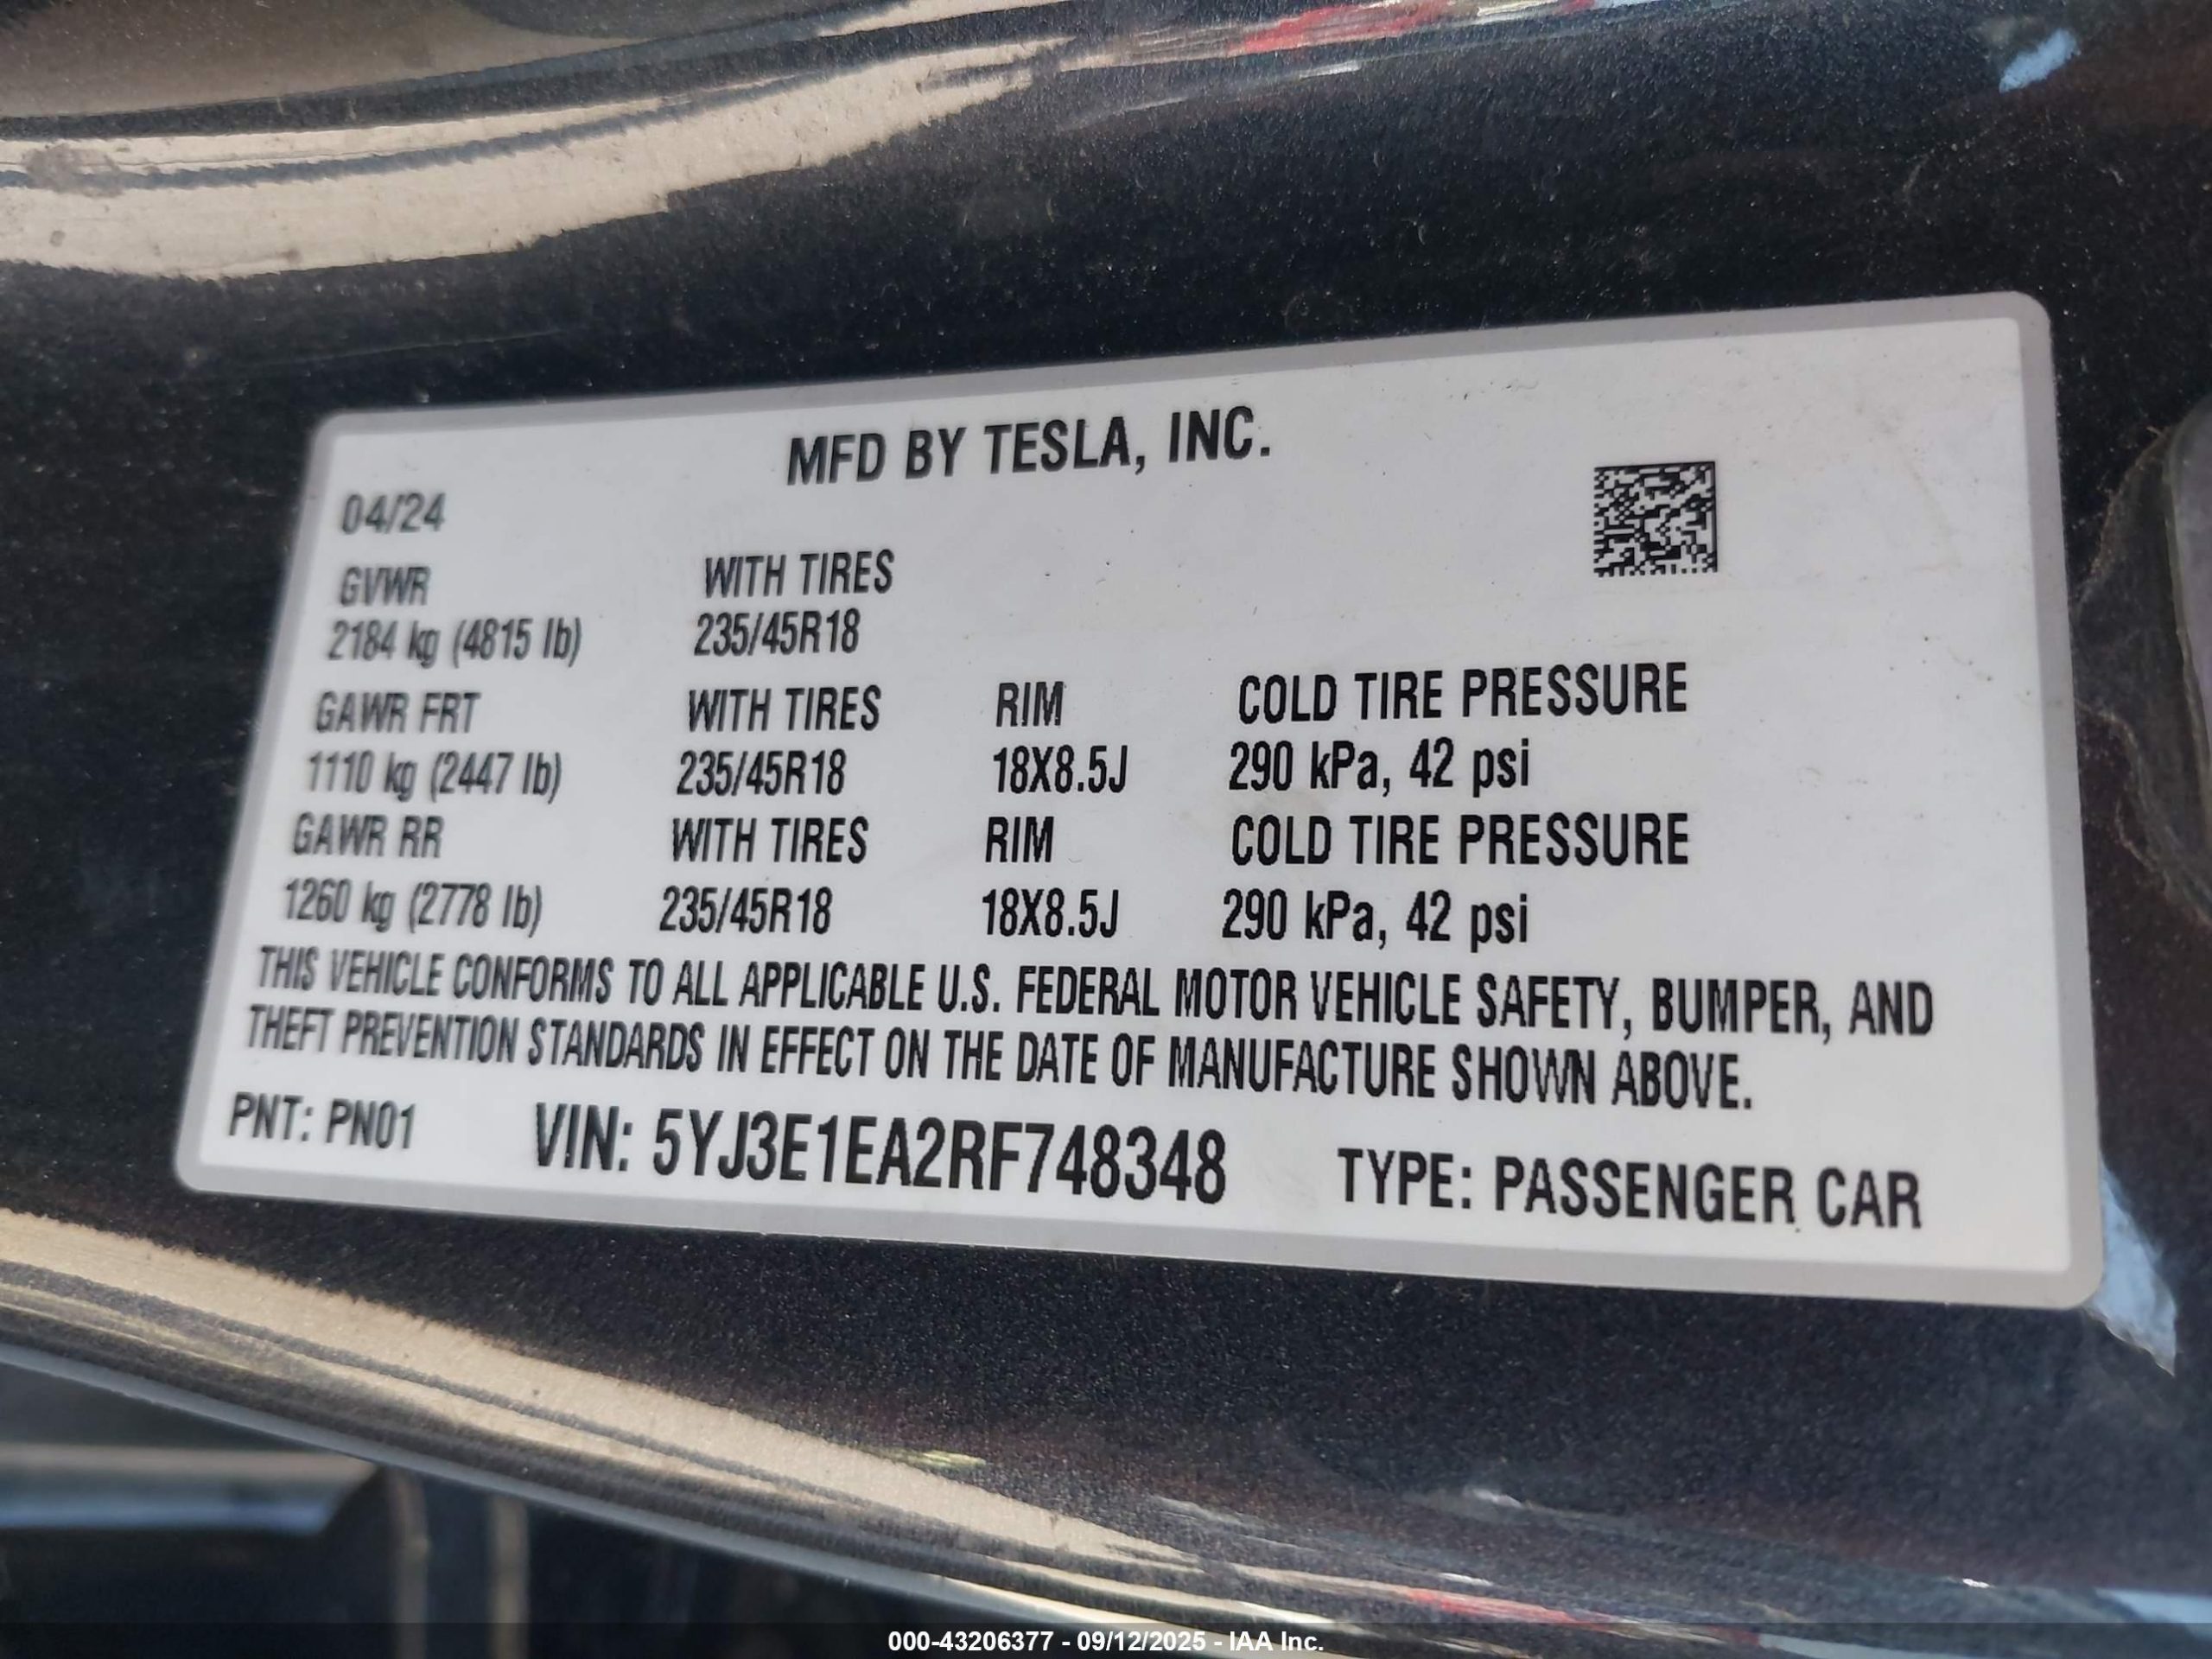 MFD BY TESLA, INC.
04/24
GVWR WITH TIRES
2184 kg (4815 lb) 235/45R18
GAWR FRT WITH TIRES RIM COLD TIRE PRESSURE
1110 kg (2447 lb) 235/45R18 18X8.5J 290 kPa, 42 psi
GAWR RR WITH TIRES RIM COLD TIRE PRESSURE
1260 kg (2778 lb) 235/45R18 18X8.5J 290 kPa, 42 psi
THIS VEHICLE CONFORMS TO ALL APPLICABLE U.S. FEDERAL MOTOR VEHICLE SAFETY, BUMPER, AND
THEFT PREVENTION STANDARDS IN EFFECT ON THE DATE OF MANUFACTURE SHOWN ABOVE.
PNT: PN01 VIN: 5YJ3E1EA2RF748348 TYPE: PASSENGER CAR
000-43206377 - 09/12/2025 - IAA Inc.